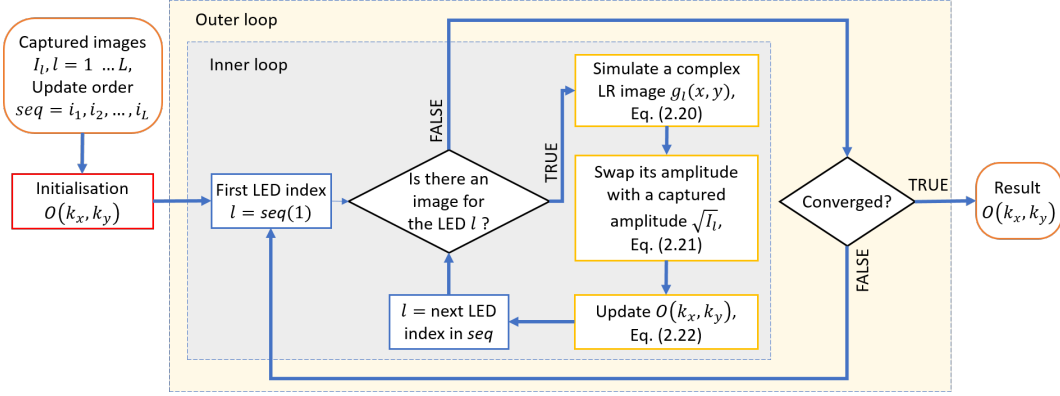 Outer loop
Inner loop
Captured images
I_l, l = 1 … L,
Update order
seq = i_1, i_2, … , i_L
Initialisation
O(k_x, k_y)
First LED index
l = seq(1)
Is there an
image for
the LED l ?
FALSE
TRUE
Simulate a complex
LR image g_l(x, y),
Eq. (2.20)
Swap its amplitude
with a captured
amplitude √I_l,
Eq. (2.21)
Update O(k_x, k_y),
Eq. (2.22)
l = next LED
index in seq
Converged?
TRUE
FALSE
Result
O(k_x, k_y)